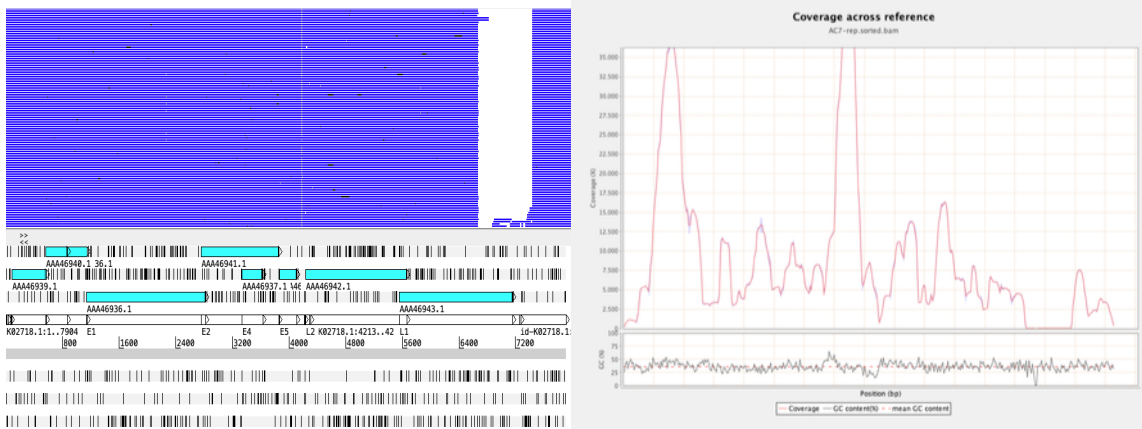 >>
<<
AAA46940.1 36.1 AAA46941.1
AAA46939.1 AAA46937.1 AAA46942.1
AAA46936.1 AAA46943.1
K02718.1:1..7904 E1 E2 E4 E5 L2 K02718.1:4213..42 L1 id-K02718.1:
800 1600 2400 3200 4000 4800 5600 6400 7200
Coverage across reference
AC7-rep.sorted.bam
Coverage (X)
35,000
32,500
30,000
27,500
25,000
22,500
20,000
17,500
15,000
12,500
10,000
7,500
5,000
2,500
0
GC (%)
100
75
50
25
0
Position (bp)
Coverage GC content(%) mean GC content